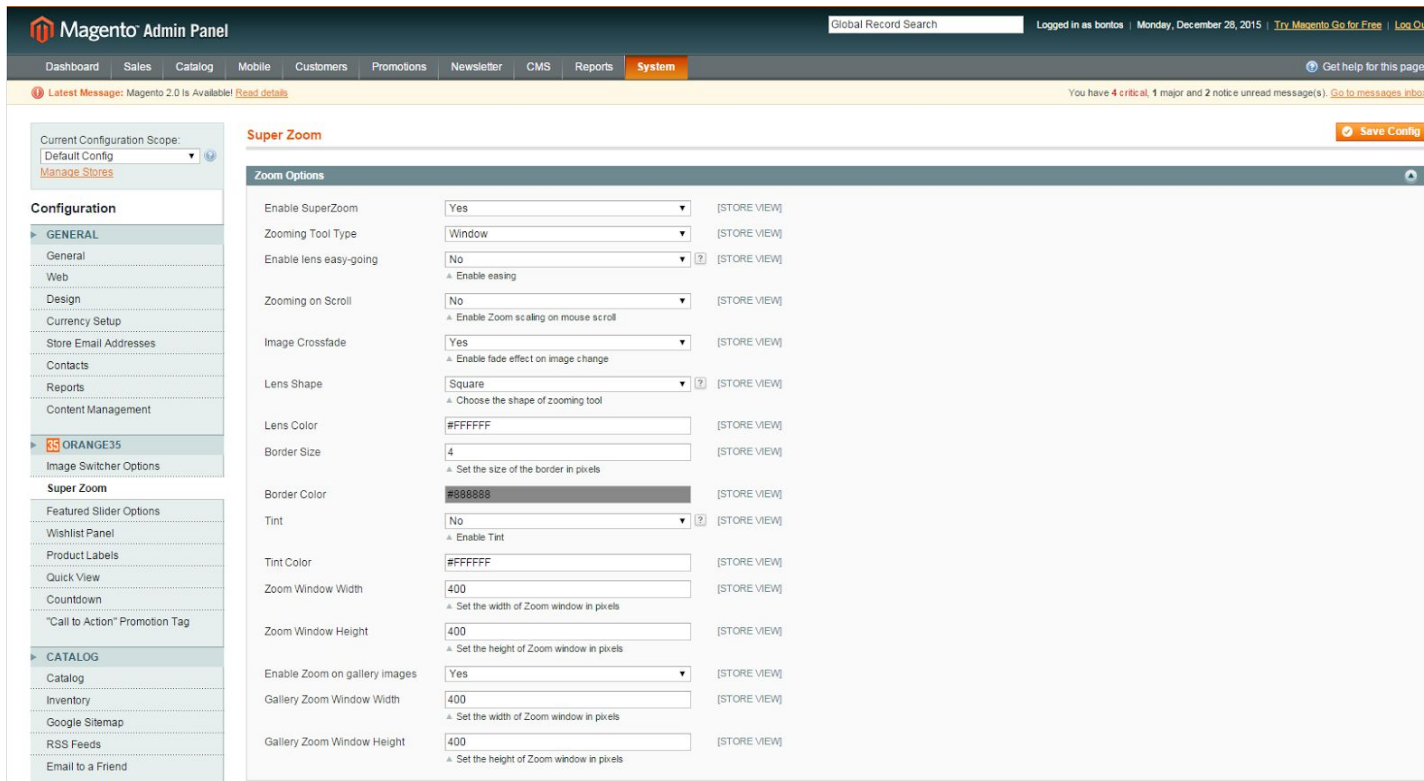 Magento™ Admin Panel
Global Record Search
Logged in as bontos | Monday, December 28, 2015 | Try Magento Go for Free | Log Ou
Dashboard Sales Catalog Mobile Customers Promotions Newsletter CMS Reports System
Get help for this page
Latest Message: Magento 2.0 Is Available! Read details
You have 4 critical, 1 major and 2 notice unread message(s). Go to messages inbox
Current Configuration Scope:
Default Config
Manage Stores
Configuration
GENERAL
General
Web
Design
Currency Setup
Store Email Addresses
Contacts
Reports
Content Management
35 ORANGE35
Image Switcher Options
Super Zoom
Featured Slider Options
Wishlist Panel
Product Labels
Quick View
Countdown
"Call to Action" Promotion Tag
CATALOG
Catalog
Inventory
Google Sitemap
RSS Feeds
Email to a Friend
Super Zoom
Save Config
Zoom Options
Enable SuperZoom Yes [STORE VIEW]
Zooming Tool Type Window [STORE VIEW]
Enable lens easy-going No ? [STORE VIEW]
Enable easing
Zooming on Scroll No [STORE VIEW]
Enable Zoom scaling on mouse scroll
Image Crossfade Yes [STORE VIEW]
Enable fade effect on image change
Lens Shape Square ? [STORE VIEW]
Choose the shape of zooming tool
Lens Color #FFFFFF [STORE VIEW]
Border Size 4 [STORE VIEW]
Set the size of the border in pixels
Border Color #888888 [STORE VIEW]
Tint No ? [STORE VIEW]
Enable Tint
Tint Color #FFFFFF [STORE VIEW]
Zoom Window Width 400 [STORE VIEW]
Set the width of Zoom window in pixels
Zoom Window Height 400 [STORE VIEW]
Set the height of Zoom window in pixels
Enable Zoom on gallery images Yes [STORE VIEW]
Gallery Zoom Window Width 400 [STORE VIEW]
Set the width of Zoom window in pixels
Gallery Zoom Window Height 400 [STORE VIEW]
Set the height of Zoom window in pixels